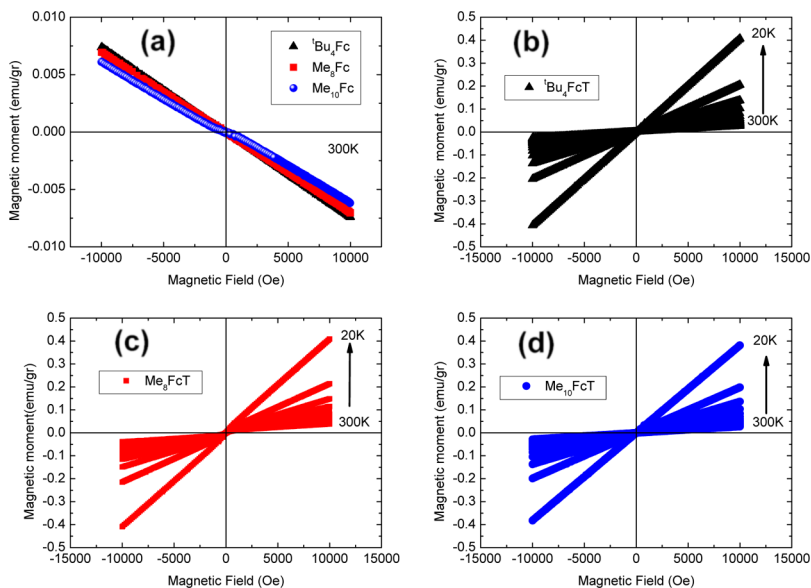 (a)
ᵗBu₄Fc
Me₈Fc
Me₁₀Fc
300K
0.010
0.005
0.000
-0.005
-0.010
-10000 -5000 0 5000 10000
Magnetic Field (Oe)
Magnetic moment (emu/gr)
(b)
20K
ᵗBu₄FcT
300K
0.5
0.4
0.3
0.2
0.1
0.0
-0.1
-0.2
-0.3
-0.4
-0.5
-15000 -10000 -5000 0 5000 10000 15000
Magnetic Field (Oe)
Magnetic moment (emu/gr)
(c)
20K
Me₈FcT
300K
0.5
0.4
0.3
0.2
0.1
0.0
-0.1
-0.2
-0.3
-0.4
-0.5
-15000 -10000 -5000 0 5000 10000 15000
Magnetic Field (Oe)
Magnetic moment(emu/gr)
(d)
20K
Me₁₀FcT
300K
0.5
0.4
0.3
0.2
0.1
0.0
-0.1
-0.2
-0.3
-0.4
-0.5
-15000 -10000 -5000 0 5000 10000 15000
Magnetic Field (Oe)
Magnetic moment (emu/gr)